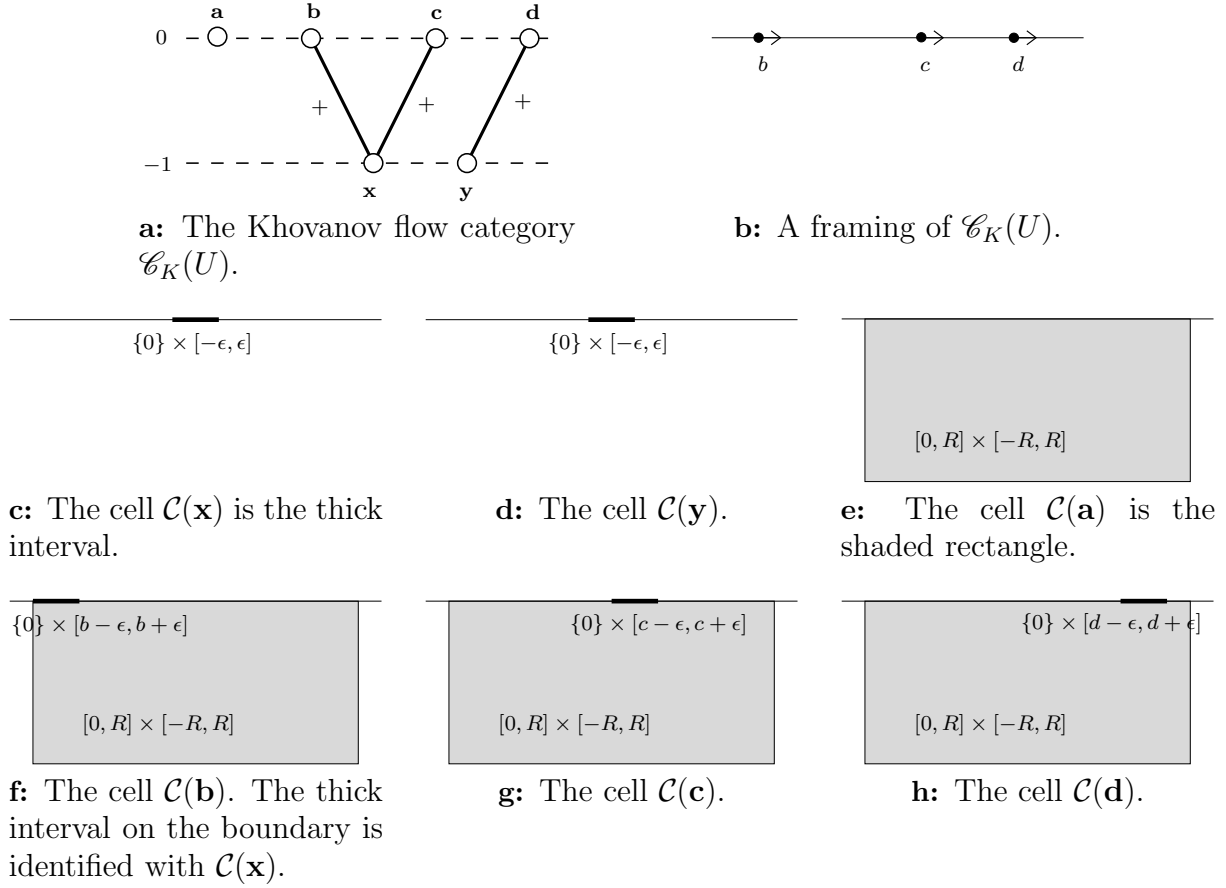 a b c d
0
b c d
+ + +
−1
x y
a: The Khovanov flow category
𝒞_K(U).
b: A framing of 𝒞_K(U).
{0} × [−ϵ, ϵ]
{0} × [−ϵ, ϵ]
[0, R] × [−R, R]
c: The cell 𝒞(x) is the thick
interval.
d: The cell 𝒞(y).
e: The cell 𝒞(a) is the
shaded rectangle.
{0} × [b − ϵ, b + ϵ]
[0, R] × [−R, R]
{0} × [c − ϵ, c + ϵ]
[0, R] × [−R, R]
{0} × [d − ϵ, d + ϵ]
[0, R] × [−R, R]
f: The cell 𝒞(b). The thick
interval on the boundary is
identified with 𝒞(x).
g: The cell 𝒞(c).
h: The cell 𝒞(d).